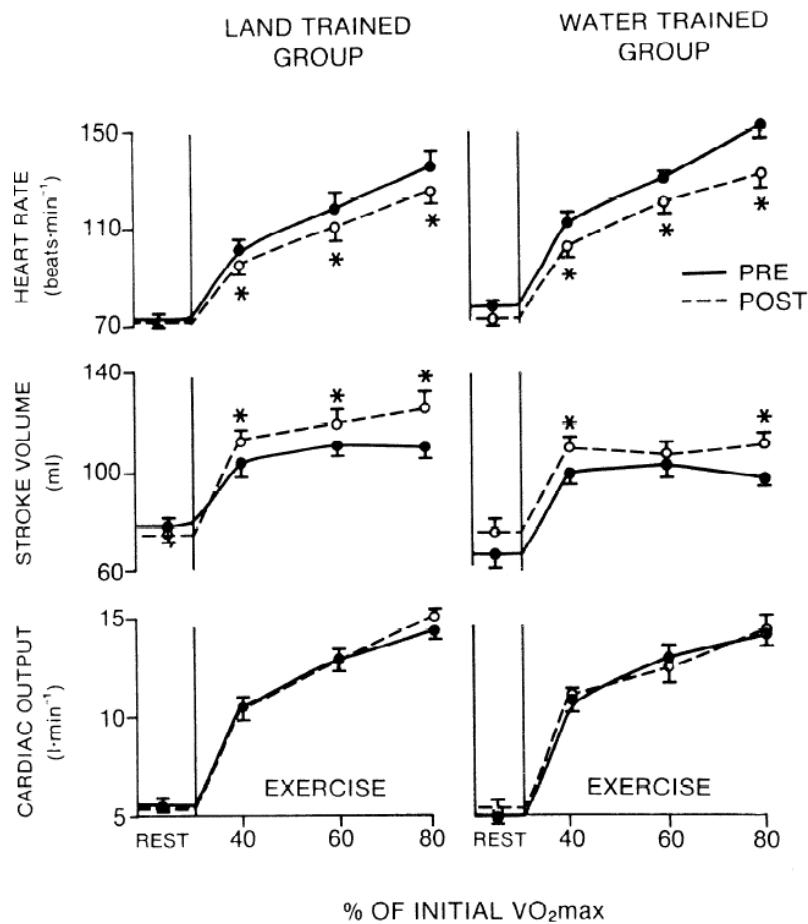 LAND TRAINED
GROUP
WATER TRAINED
GROUP
HEART RATE
(beats·min⁻¹)
150
110
70
*
*
*
*
*
*
PRE
POST
STROKE VOLUME
(ml)
140
100
60
*
*
*
*
*
CARDIAC OUTPUT
(l·min⁻¹)
15
10
5
EXERCISE
EXERCISE
REST
40
60
80
REST
40
60
80
% OF INITIAL VO₂max